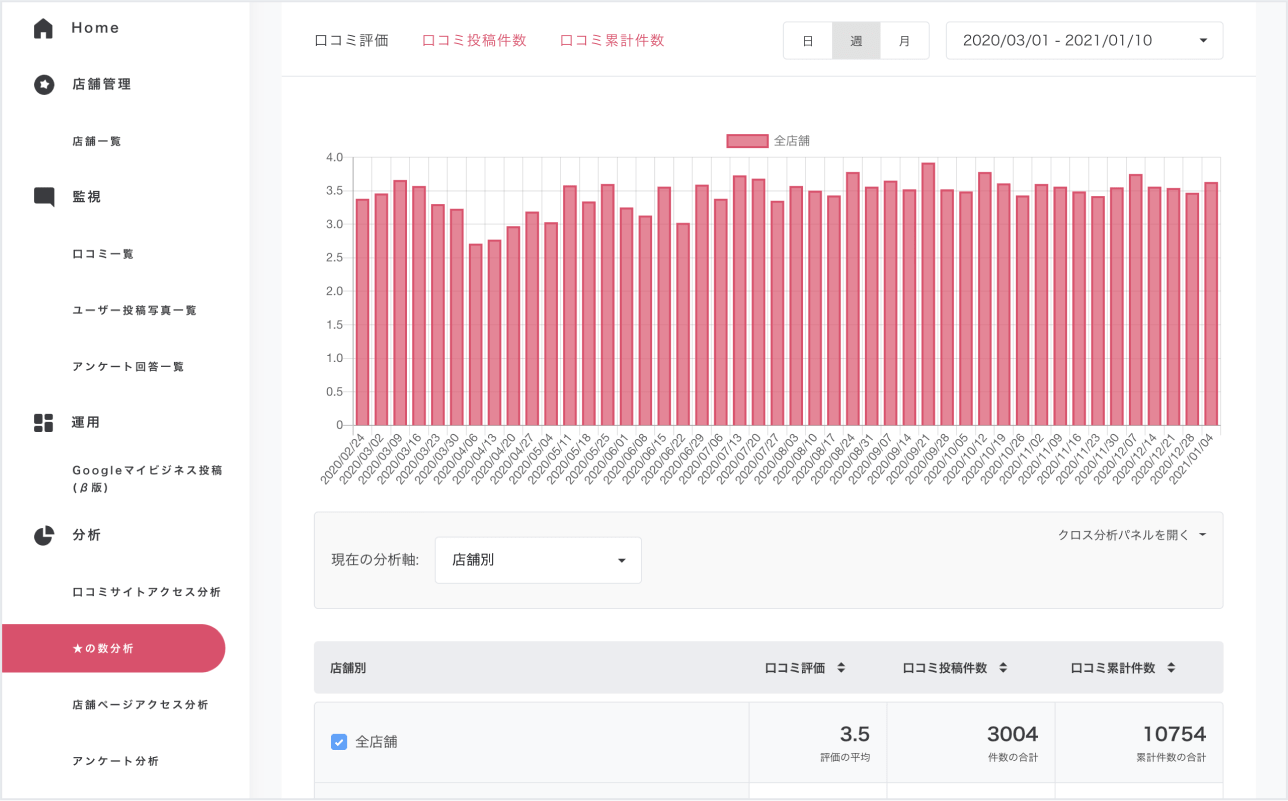 Home
店舗管理
店舗一覧
監視
口コミ一覧
ユーザー投稿写真一覧
アンケート回答一覧
運用
Googleマイビジネス投稿
(β版)
分析
口コミサイトアクセス分析
★の数分析
店舗ページアクセス分析
アンケート分析
口コミ評価 口コミ投稿件数 口コミ累計件数
日 週 月
2020/03/01 - 2021/01/10
全店舗
4.0
3.5
3.0
2.5
2.0
1.5
1.0
0.5
0
2020/02/24
2020/03/02
2020/03/09
2020/03/16
2020/03/23
2020/03/30
2020/04/06
2020/04/13
2020/04/20
2020/04/27
2020/05/04
2020/05/11
2020/05/18
2020/05/25
2020/06/01
2020/06/08
2020/06/15
2020/06/22
2020/06/29
2020/07/06
2020/07/13
2020/07/20
2020/07/27
2020/08/03
2020/08/10
2020/08/17
2020/08/24
2020/08/31
2020/09/07
2020/09/14
2020/09/21
2020/09/28
2020/10/05
2020/10/12
2020/10/19
2020/10/26
2020/11/02
2020/11/09
2020/11/16
2020/11/23
2020/11/30
2020/12/07
2020/12/14
2020/12/21
2020/12/28
2021/01/04
クロス分析パネルを開く
現在の分析軸: 店舗別
店舗別 口コミ評価 口コミ投稿件数 口コミ累計件数
全店舗 3.5 3004 10754
評価の平均 件数の合計 累計件数の合計